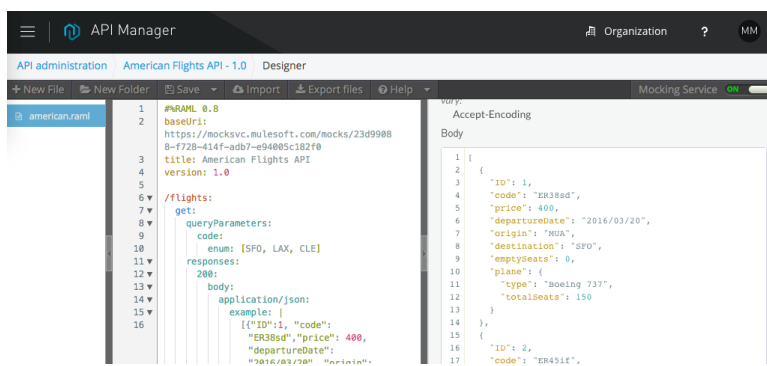 API Manager
Organization
?
MM
API administration
American Flights API - 1.0
Designer
+ New File
New Folder
Save
Import
Export files
Help
Mocking Service
ON
american.raml
1 #%RAML 0.8
2 baseUri:
https://mocksvc.mulesoft.com/mocks/23d9908
8-f728-414f-adb7-e94005c182f0
3 title: American Flights API
4 version: 1.0
5
6 /flights:
7 get:
8 queryParameters:
9 code:
10 enum: [SFO, LAX, CLE]
11 responses:
12 200:
13 body:
14 application/json:
15 example: |
16 [{"ID":1, "code":
"ER38sd","price": 400,
"departureDate":
"2016/03/20", "origin":
vary:
Accept-Encoding
Body
1 [
2 {
3 "ID": 1,
4 "code": "ER38sd",
5 "price": 400,
6 "departureDate": "2016/03/20",
7 "origin": "MUA",
8 "destination": "SFO",
9 "emptySeats": 0,
10 "plane": {
11 "type": "Boeing 737",
12 "totalSeats": 150
13 }
14 },
15 {
16 "ID": 2,
17 "code": "ER45if",